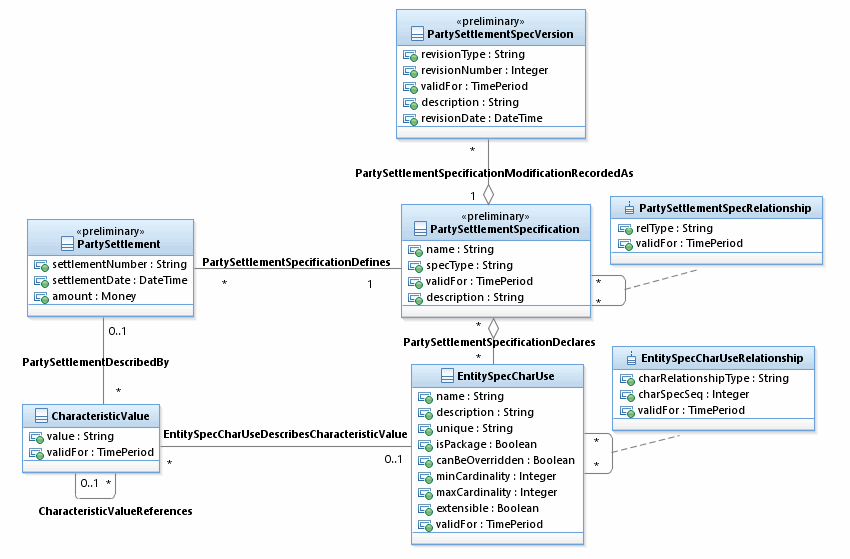 «preliminary»
PartySettlementSpecVersion
revisionType : String
revisionNumber : Integer
validFor : TimePeriod
description : String
revisionDate : DateTime
*
PartySettlementSpecificationModificationRecordedAs
1
«preliminary»
PartySettlementSpecification
name : String
specType : String
validFor : TimePeriod
description : String
PartySettlementSpecRelationship
relType : String
validFor : TimePeriod
*
*
«preliminary»
PartySettlement
settlementNumber : String
settlementDate : DateTime
amount : Money
PartySettlementSpecificationDefines
*
1
0..1
PartySettlementDescribedBy
*
*
PartySettlementSpecificationDeclares
*
EntitySpecCharUse
name : String
description : String
unique : String
isPackage : Boolean
canBeOverridden : Boolean
minCardinality : Integer
maxCardinality : Integer
extensible : Boolean
validFor : TimePeriod
EntitySpecCharUseRelationship
charRelationshipType : String
charSpecSeq : Integer
validFor : TimePeriod
*
*
CharacteristicValue
value : String
validFor : TimePeriod
EntitySpecCharUseDescribesCharacteristicValue
*
0..1
0..1 *
CharacteristicValueReferences